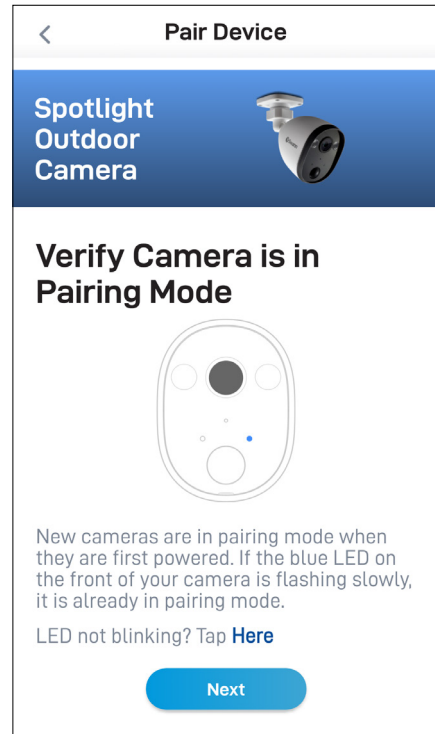 Pair Device
Spotlight
Outdoor
Camera
Verify Camera is in
Pairing Mode
New cameras are in pairing mode when
they are first powered. If the blue LED on
the front of your camera is flashing slowly,
it is already in pairing mode.
LED not blinking? Tap Here
Next